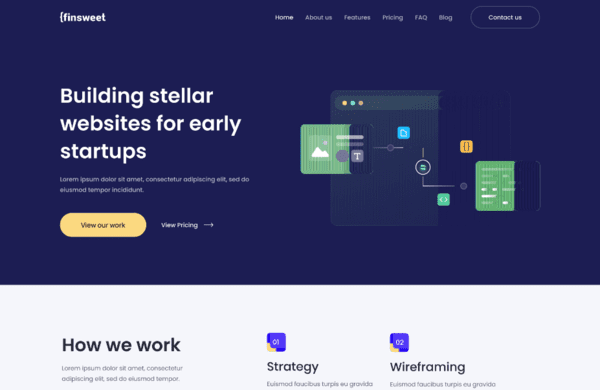 {finsweet
Home About us Features Pricing FAQ Blog Contact us
Building stellar
websites for early
startups
Lorem ipsum dolor sit amet, consectetur adipiscing elit, sed do
eiusmod tempor incididunt.
View our work View Pricing
T
{}
<>
How we work
Lorem ipsum dolor sit amet, consectetur
adipiscing elit, sed do eiusmod tempor.
01
Strategy
Euismod faucibus turpis eu gravida
02
Wireframing
Euismod faucibus turpis eu gravida